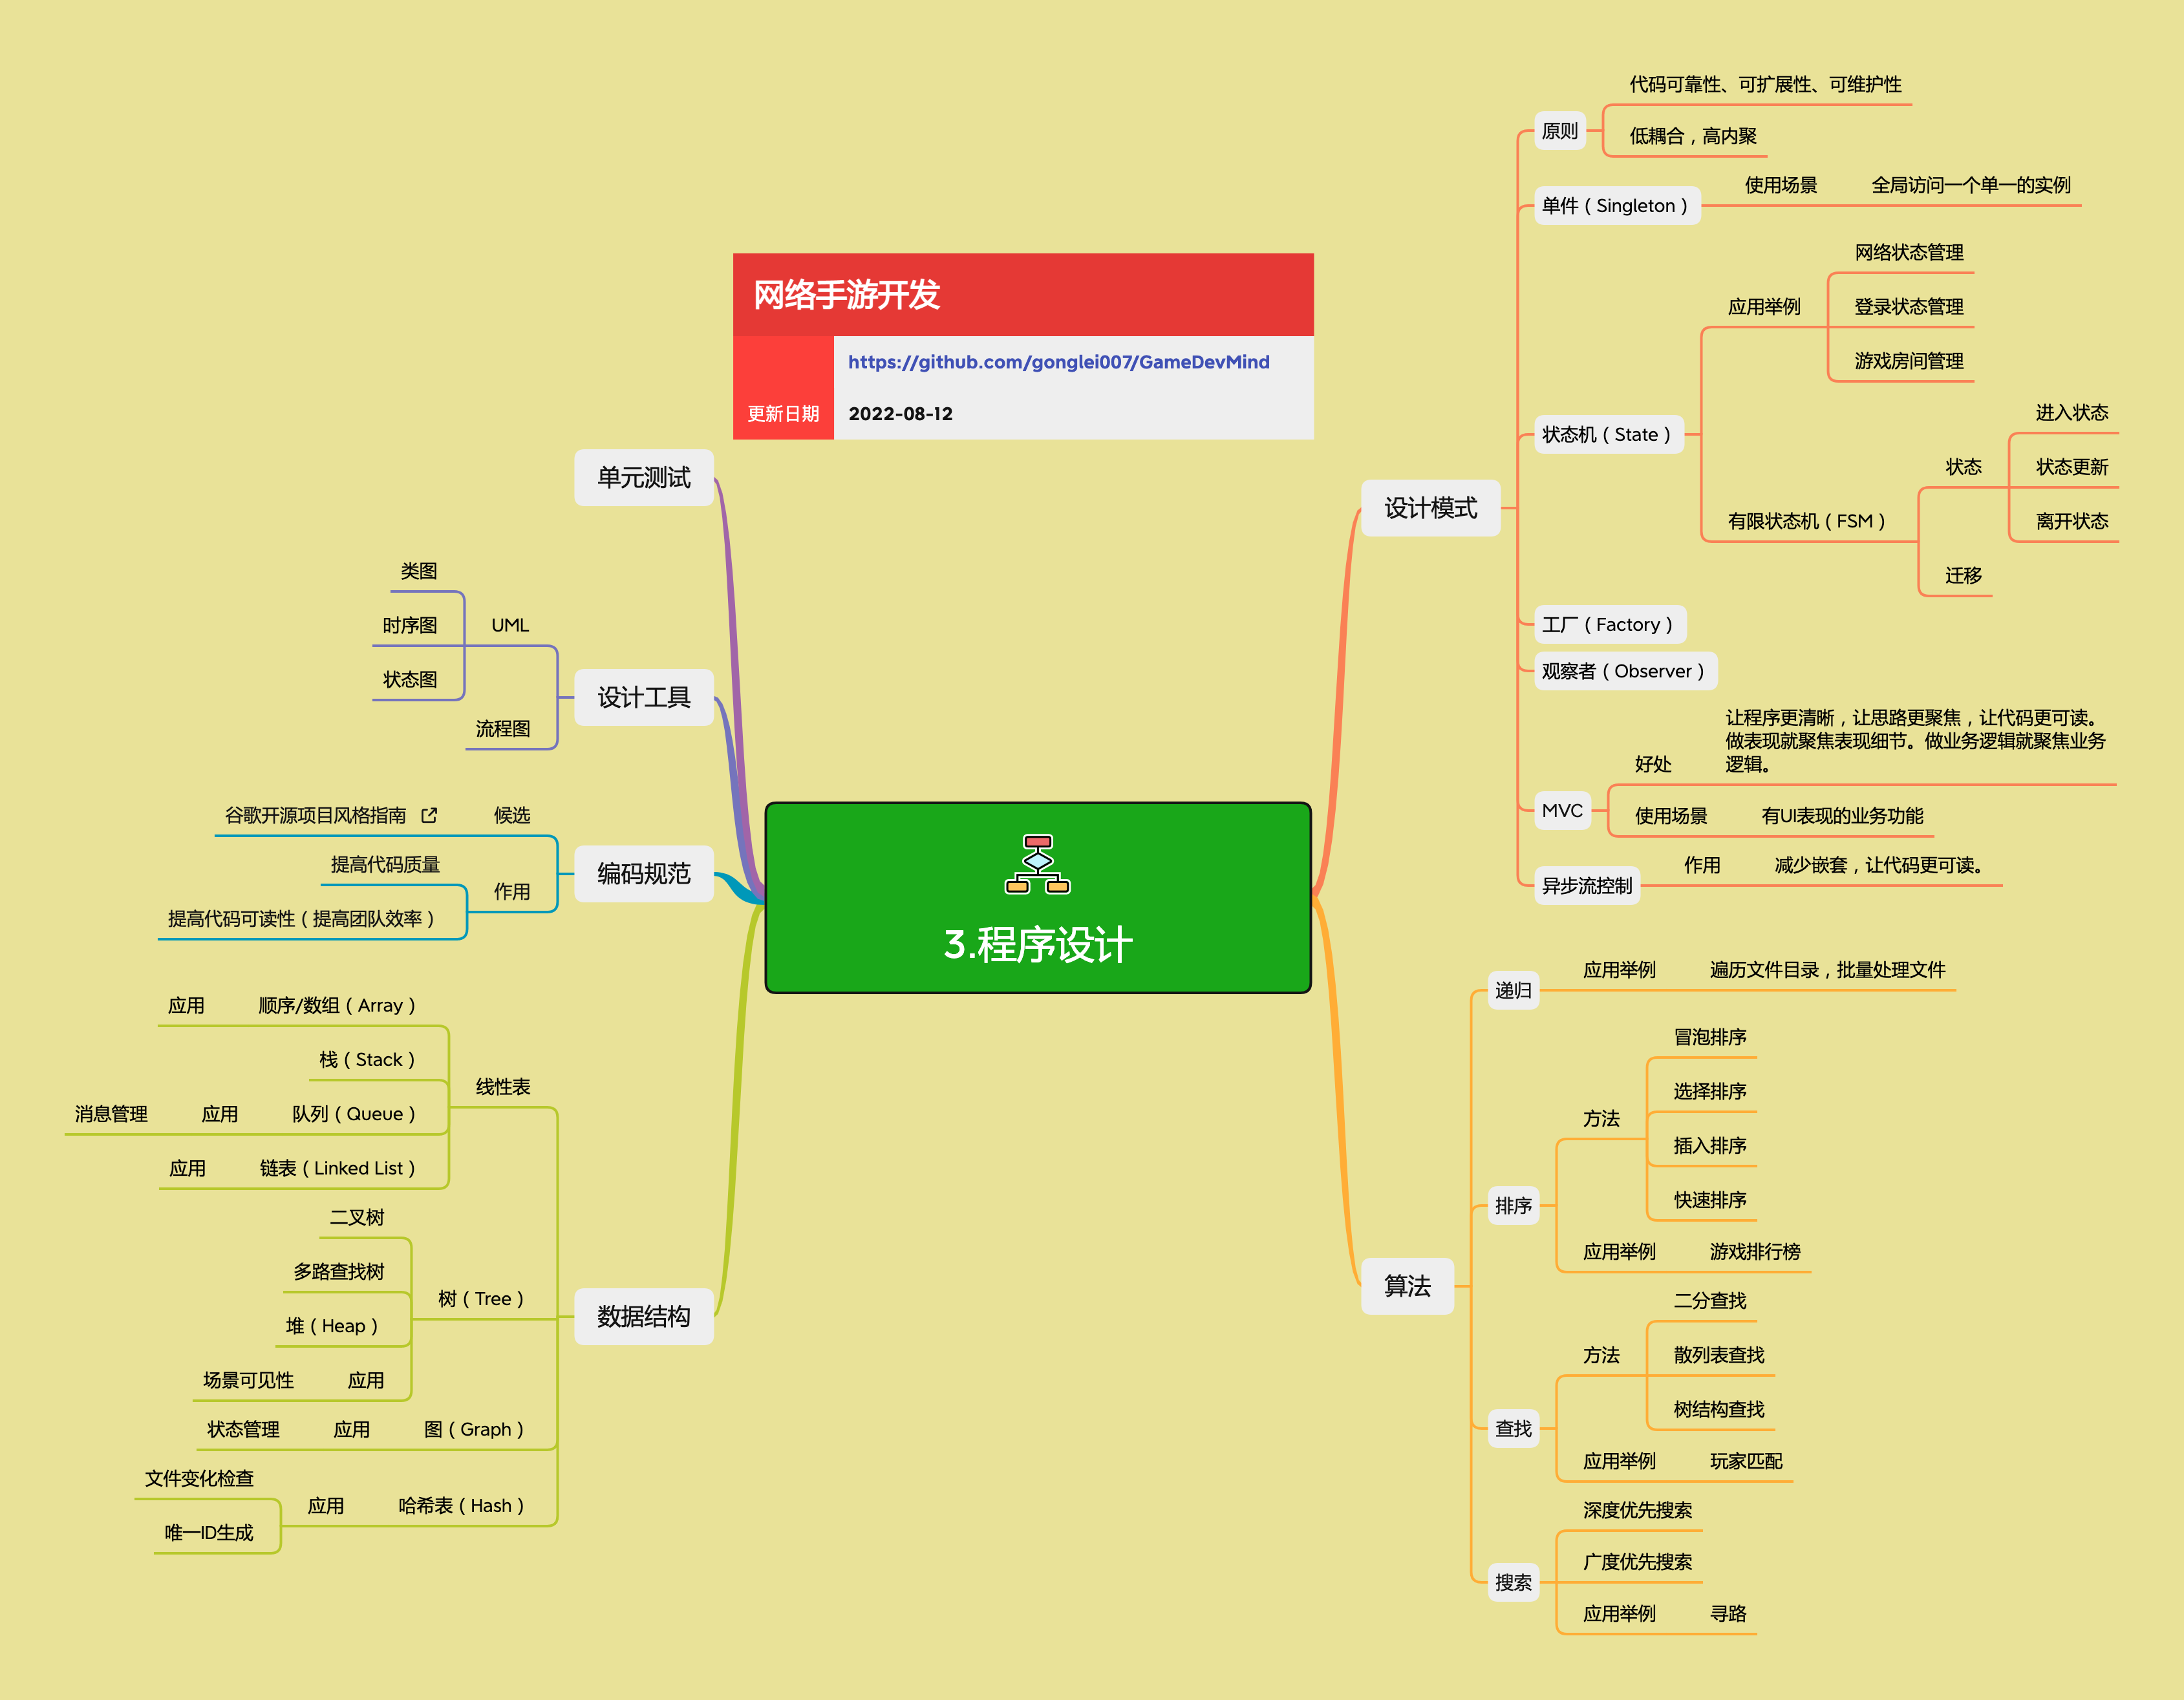 网络手游开发
https://github.com/gonglei007/GameDevMind
更新日期
2022-08-12
3.程序设计
设计模式
原则
代码可靠性、可扩展性、可维护性
低耦合，高内聚
单件（Singleton）
使用场景
全局访问一个单一的实例
状态机（State）
应用举例
网络状态管理
登录状态管理
游戏房间管理
有限状态机（FSM）
状态
进入状态
状态更新
离开状态
迁移
工厂（Factory）
观察者（Observer）
MVC
好处
让程序更清晰，让思路更聚焦，让代码更可读。
做表现就聚焦表现细节。做业务逻辑就聚焦业务
逻辑。
使用场景
有UI表现的业务功能
异步流控制
作用
减少嵌套，让代码更可读。
算法
递归
应用举例
遍历文件目录，批量处理文件
排序
方法
冒泡排序
选择排序
插入排序
快速排序
应用举例
游戏排行榜
查找
方法
二分查找
散列表查找
树结构查找
应用举例
玩家匹配
搜索
深度优先搜索
广度优先搜索
应用举例
寻路
单元测试
设计工具
UML
类图
时序图
状态图
流程图
编码规范
候选
谷歌开源项目风格指南
作用
提高代码质量
提高代码可读性（提高团队效率）
数据结构
线性表
顺序/数组（Array）
应用
栈（Stack）
队列（Queue）
应用
消息管理
链表（Linked List）
应用
树（Tree）
二叉树
多路查找树
堆（Heap）
应用
场景可见性
图（Graph）
应用
状态管理
哈希表（Hash）
应用
文件变化检查
唯一ID生成